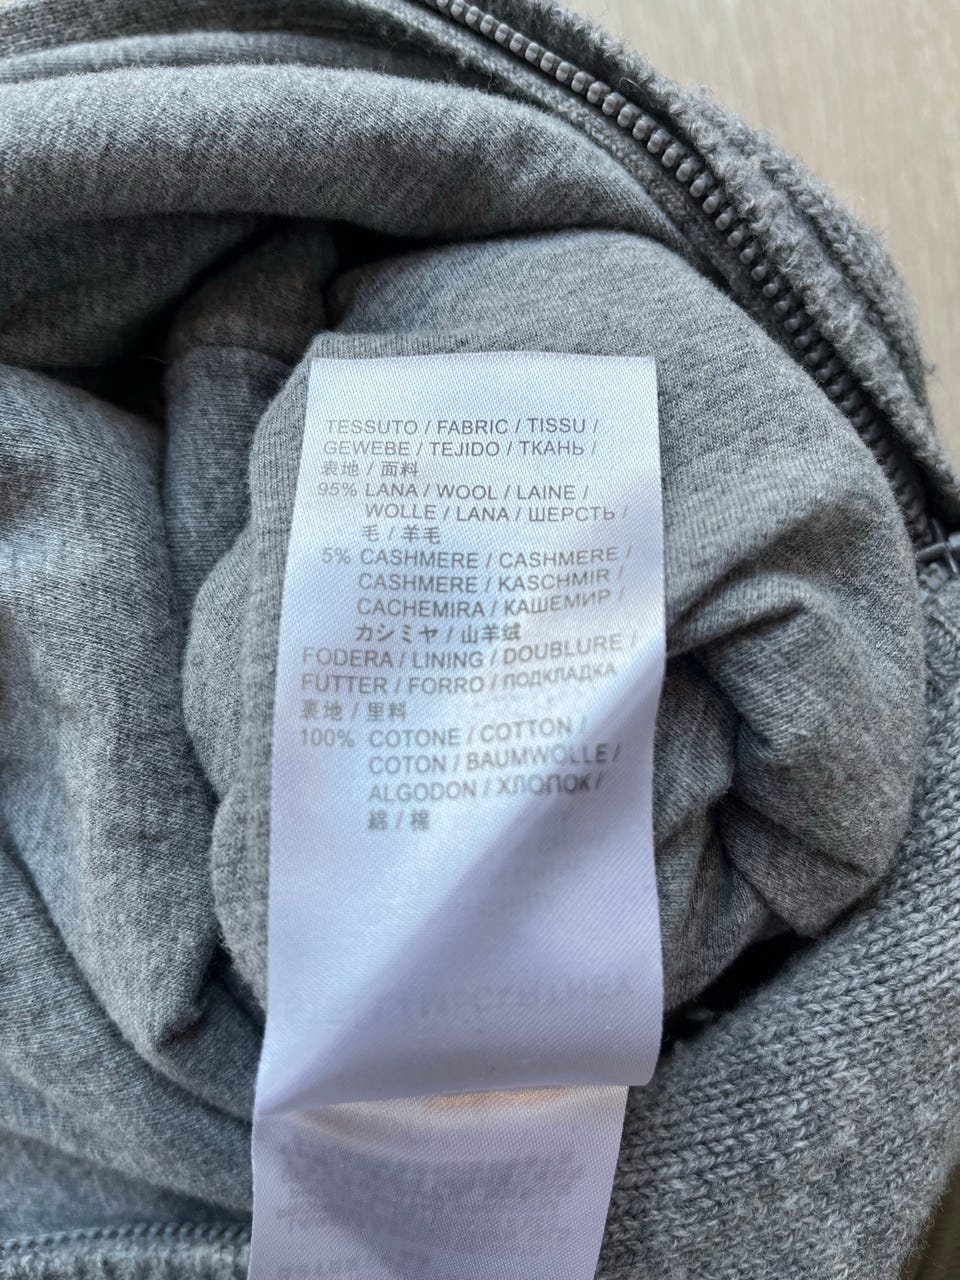 TESSUTO / FABRIC / TISSU /
GEWEBE / TEJIDO / ТКАНЬ /
表地 / 面料
95% LANA / WOOL / LAINE /
WOLLE / LANA / ШЕРСТЬ /
毛 / 羊毛
5% CASHMERE / CASHMERE /
CASHMERE / KASCHMIR /
CACHEMIRA / КАШЕМИР /
カシミヤ / 山羊绒
FODERA / LINING / DOUBLURE /
FUTTER / FORRO / ПОДКЛАДКА
裏地 / 里料
100% COTONE / COTTON /
COTON / BAUMWOLLE /
ALGODON / ХЛОПОК /
綿 / 棉